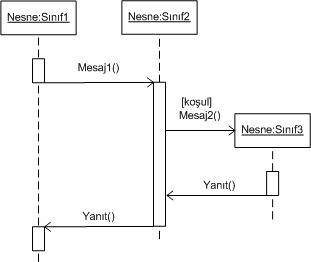 Nesne:Sınıf1
Nesne:Sınıf2
Mesaj1()
[koşul]
Mesaj2()
Nesne:Sınıf3
Yanıt()
Yanıt()